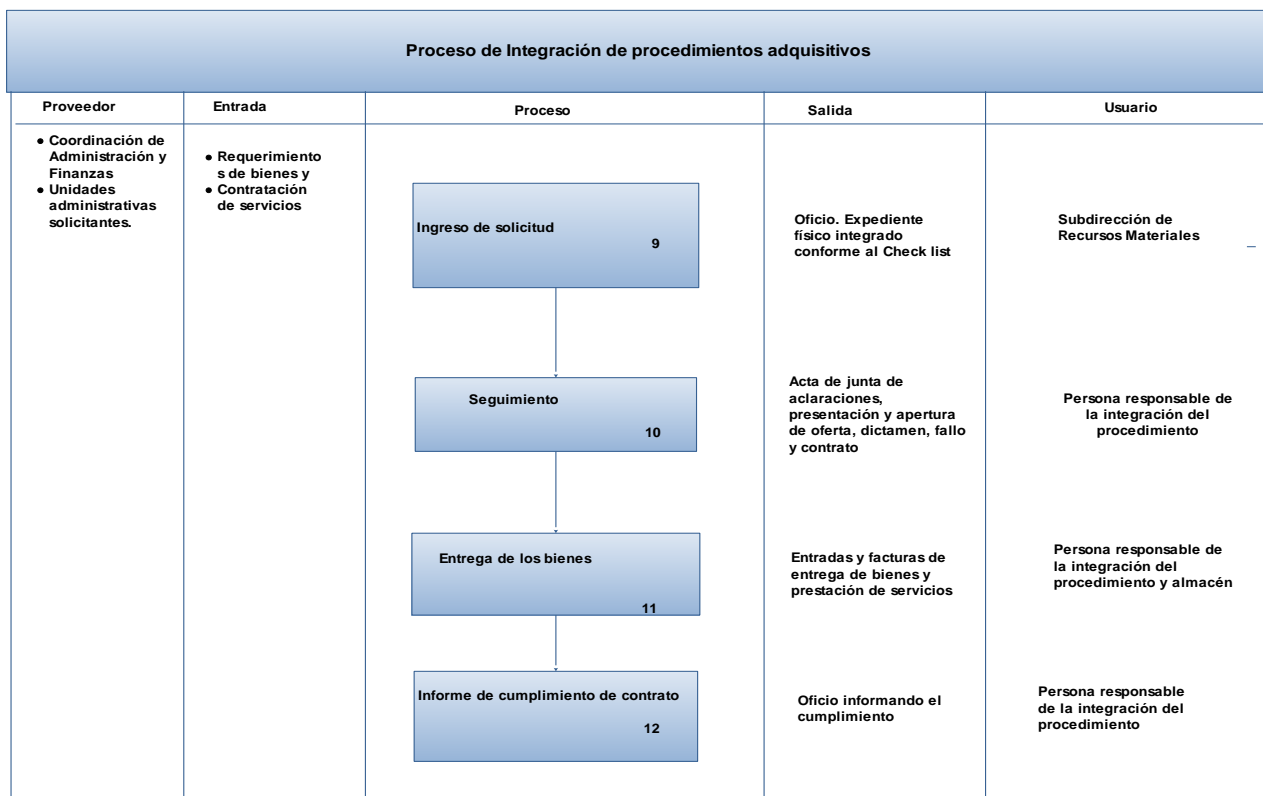 Proceso de Integración de procedimientos adquisitivos
Proveedor
Entrada
Proceso
Salida
Usuario
● Coordinación de
Administración y
Finanzas
● Unidades
administrativas
solicitantes.
● Requerimiento
s de bienes y
● Contratación
de servicios
Ingreso de solicitud
9
Oficio. Expediente
físico integrado
conforme al Check list
Subdirección de
Recursos Materiales
Seguimiento
10
Acta de junta de
aclaraciones,
presentación y apertura
de oferta, dictamen, fallo
y contrato
Persona responsable de
la integración del
procedimiento
Entrega de los bienes
11
Entradas y facturas de
entrega de bienes y
prestación de servicios
Persona responsable de
la integración del
procedimiento y almacén
Informe de cumplimiento de contrato
12
Oficio informando el
cumplimiento
Persona responsable
de la integración del
procedimiento